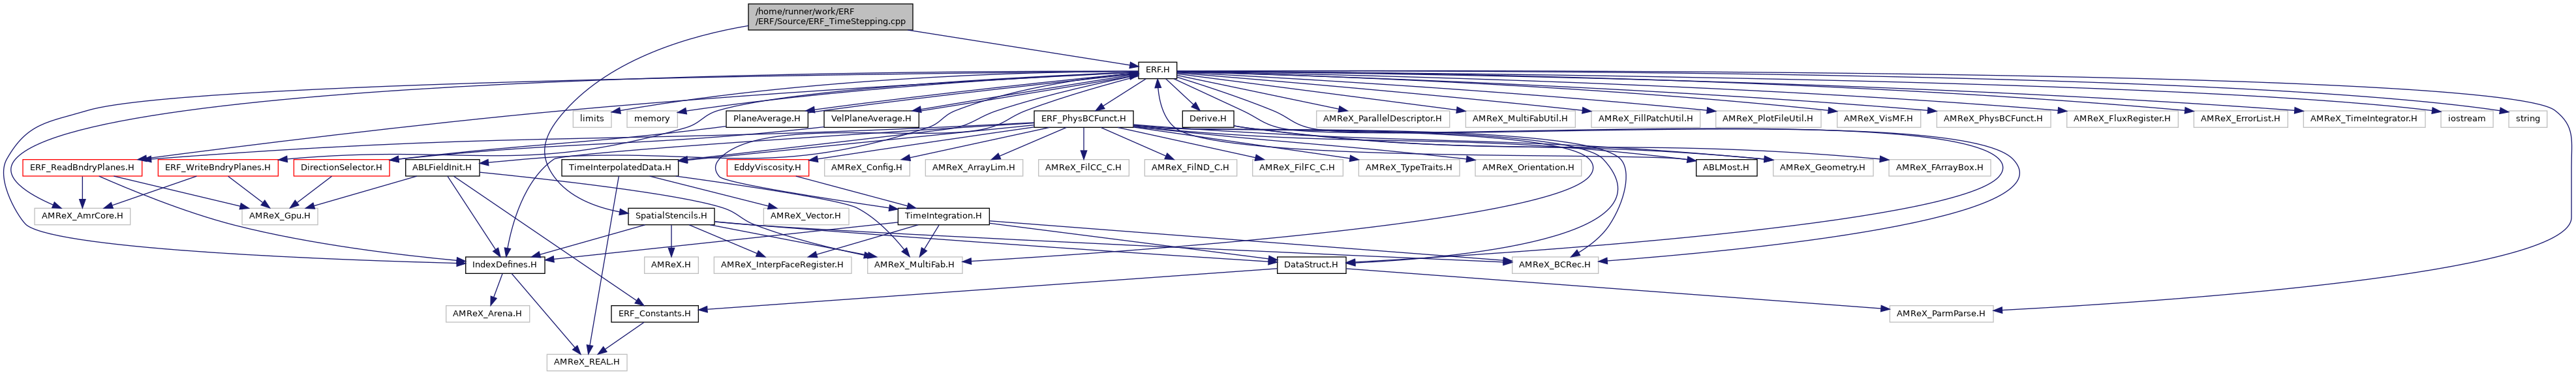 /home/runner/work/ERF
/ERF/Source/ERF_TimeStepping.cpp
ERF.H
limits
memory
PlaneAverage.H
VelPlaneAverage.H
ERF_PhysBCFunct.H
Derive.H
AMReX_ParallelDescriptor.H
AMReX_MultiFabUtil.H
AMReX_FillPatchUtil.H
AMReX_PlotFileUtil.H
AMReX_VisMF.H
AMReX_PhysBCFunct.H
AMReX_FluxRegister.H
AMReX_ErrorList.H
AMReX_TimeIntegrator.H
iostream
string
ERF_ReadBndryPlanes.H
ERF_WriteBndryPlanes.H
DirectionSelector.H
ABLFieldInit.H
TimeInterpolatedData.H
EddyViscosity.H
AMReX_Config.H
AMReX_ArrayLim.H
AMReX_FilCC_C.H
AMReX_FilND_C.H
AMReX_FilFC_C.H
AMReX_TypeTraits.H
AMReX_Orientation.H
ABLMost.H
AMReX_Geometry.H
AMReX_FArrayBox.H
AMReX_AmrCore.H
AMReX_Gpu.H
SpatialStencils.H
AMReX_Vector.H
TimeIntegration.H
IndexDefines.H
AMReX.H
AMReX_InterpFaceRegister.H
AMReX_MultiFab.H
DataStruct.H
AMReX_BCRec.H
AMReX_Arena.H
ERF_Constants.H
AMReX_ParmParse.H
AMReX_REAL.H